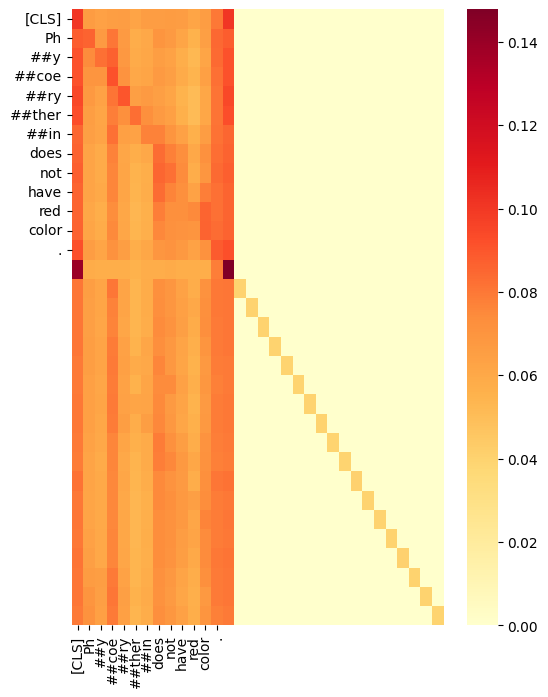 [CLS]
Ph
##y
##coe
##ry
##ther
##in
does
not
have
red
color
.
0.14
0.12
0.10
0.08
0.06
0.04
0.02
0.00
[CLS]
Ph
##y
##coe
##ry
##ther
##in
does
not
have
red
color
.